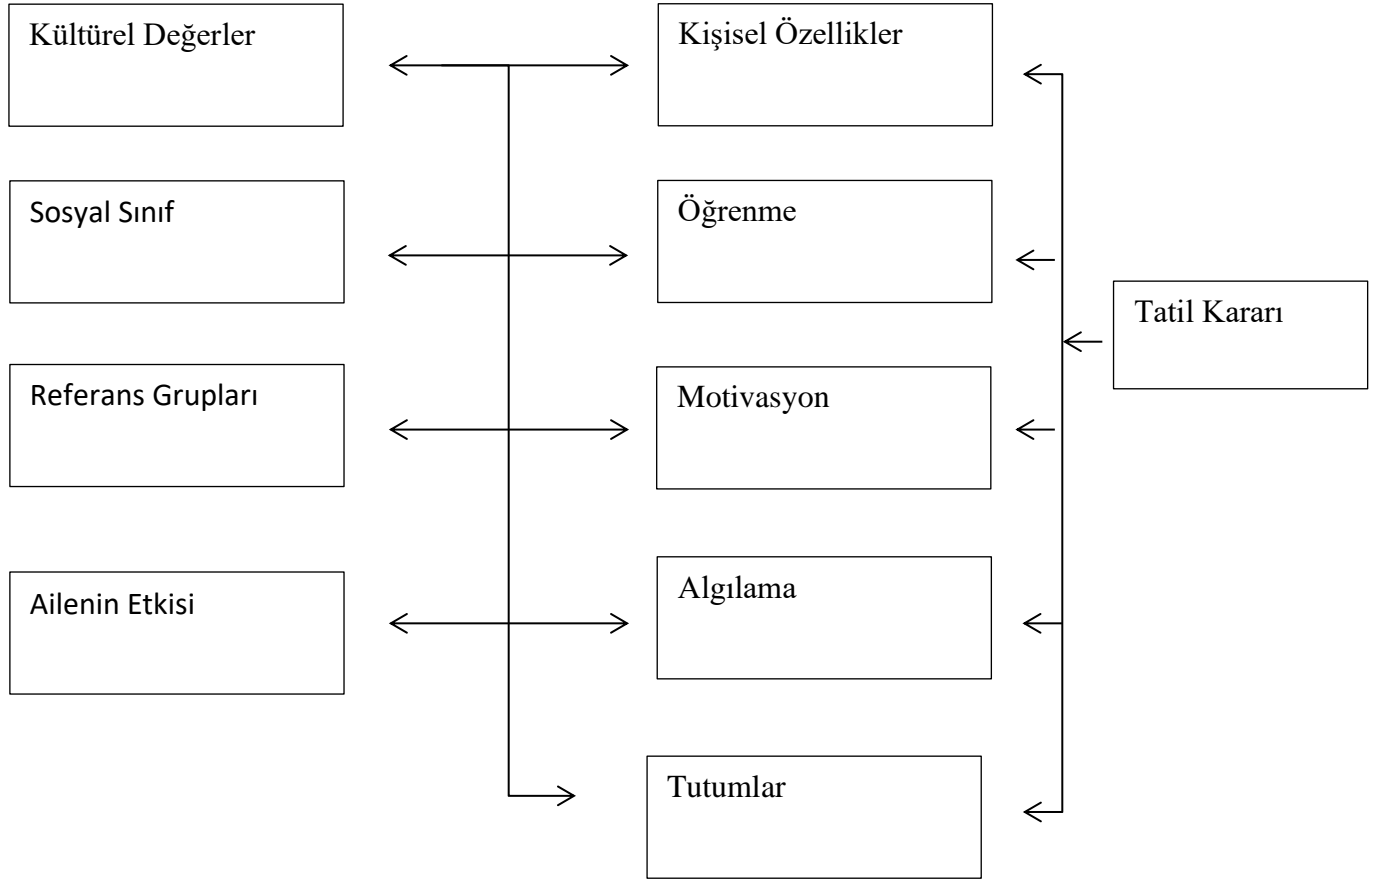 Kültürel Değerler
Kişisel Özellikler
Sosyal Sınıf
Öğrenme
Tatil Kararı
Referans Grupları
Motivasyon
Ailenin Etkisi
Algılama
Tutumlar